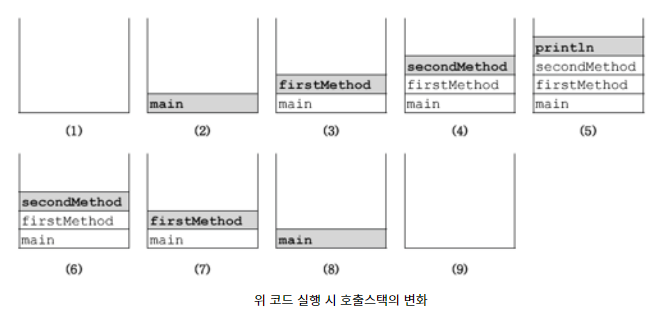 println
secondMethod
secondMethod
firstMethod
firstMethod
firstMethod
main
main
main
main
(1)
(2)
(3)
(4)
(5)
secondMethod
firstMethod
firstMethod
main
main
main
(6)
(7)
(8)
(9)
위 코드 실행 시 호출스택의 변화